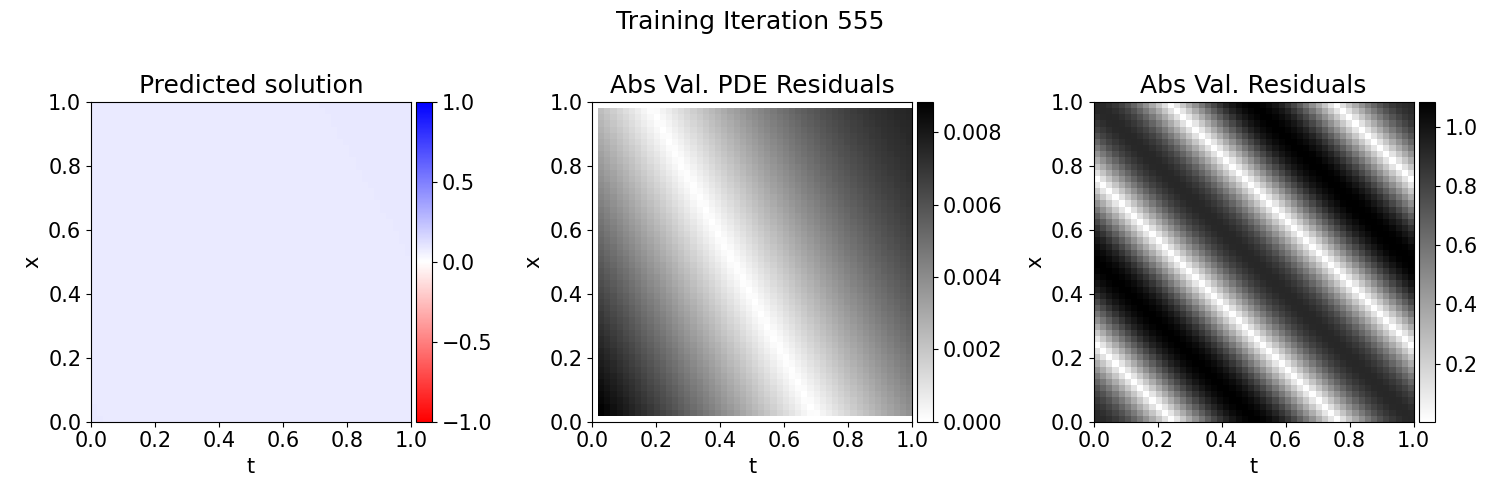 Training Iteration 555
Predicted solution
Abs Val. PDE Residuals
Abs Val. Residuals
1.0
0.8
0.6
0.4
0.2
0.0
x
0.0 0.2 0.4 0.6 0.8 1.0
t
1.0
0.5
0.0
−0.5
−1.0
1.0
0.8
0.6
0.4
0.2
0.0
x
0.0 0.2 0.4 0.6 0.8 1.0
t
0.008
0.006
0.004
0.002
0.000
1.0
0.8
0.6
0.4
0.2
0.0
x
0.0 0.2 0.4 0.6 0.8 1.0
t
1.0
0.8
0.6
0.4
0.2